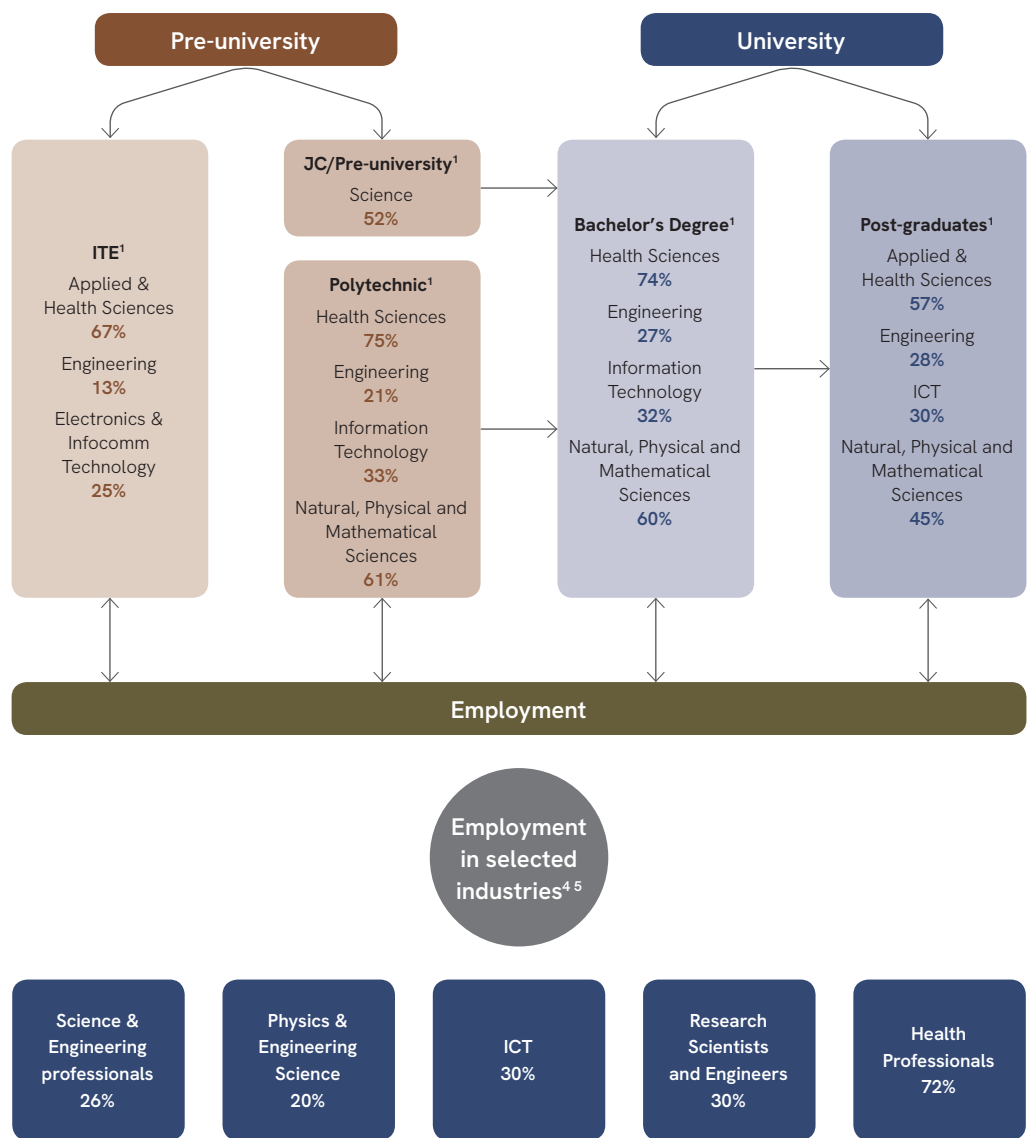 Pre-university
University
ITE¹
Applied &
Health Sciences
67%
Engineering
13%
Electronics &
Infocomm
Technology
25%
JC/Pre-university¹
Science
52%
Polytechnic¹
Health Sciences
75%
Engineering
21%
Information
Technology
33%
Natural, Physical and
Mathematical
Sciences
61%
Bachelor's Degree¹
Health Sciences
74%
Engineering
27%
Information
Technology
32%
Natural, Physical and
Mathematical
Sciences
60%
Post-graduates¹
Applied &
Health Sciences
57%
Engineering
28%
ICT
30%
Natural, Physical and
Mathematical
Sciences
45%
Employment
Employment
in selected
industries⁴ ⁵
Science &
Engineering
professionals
26%
Physics &
Engineering
Science
20%
ICT
30%
Research
Scientists
and Engineers
30%
Health
Professionals
72%